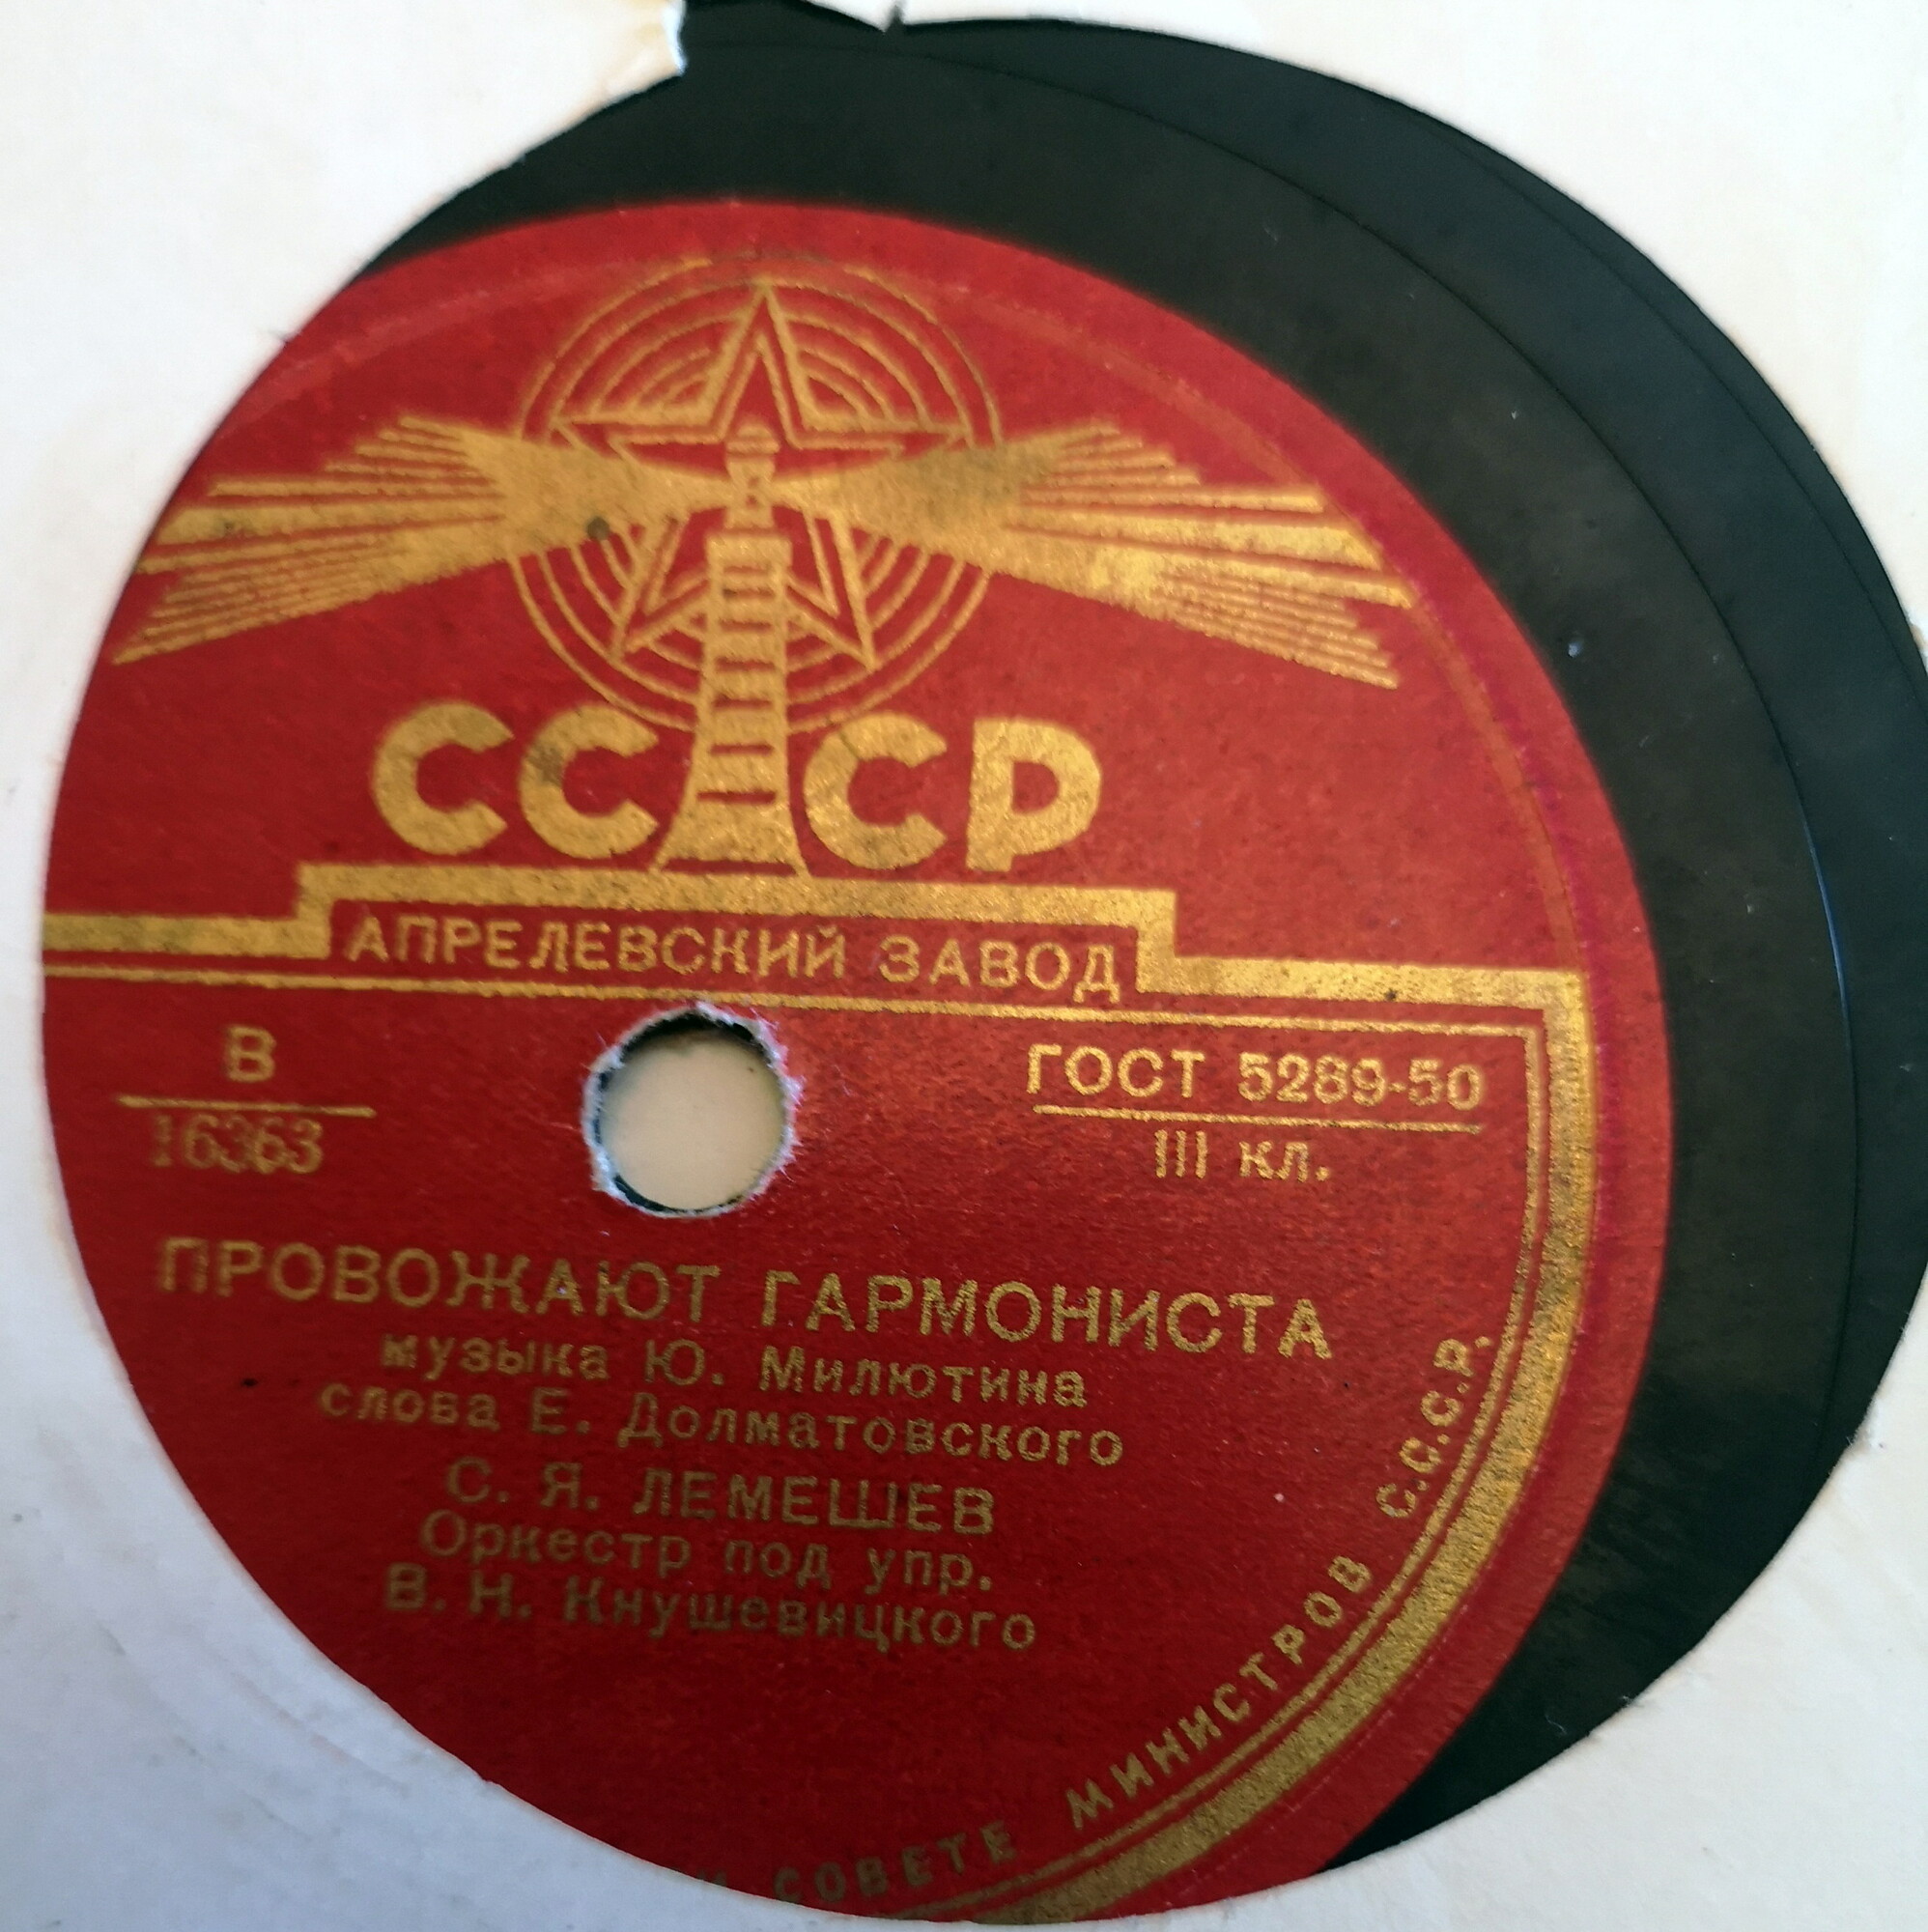 СССР
АПРЕЛЕВСКИЙ ЗАВОД
В
16363
ГОСТ 5289-50
III кл.
ПРОВОЖАЮТ ГАРМОНИСТА
музыка Ю. Милютина
слова Е. Долматовского
С. Я. ЛЕМЕШЕВ
Оркестр под упр.
В. Н. Кнушевицкого
СОВЕТЕ МИНИСТРОВ С.С.С.Р.